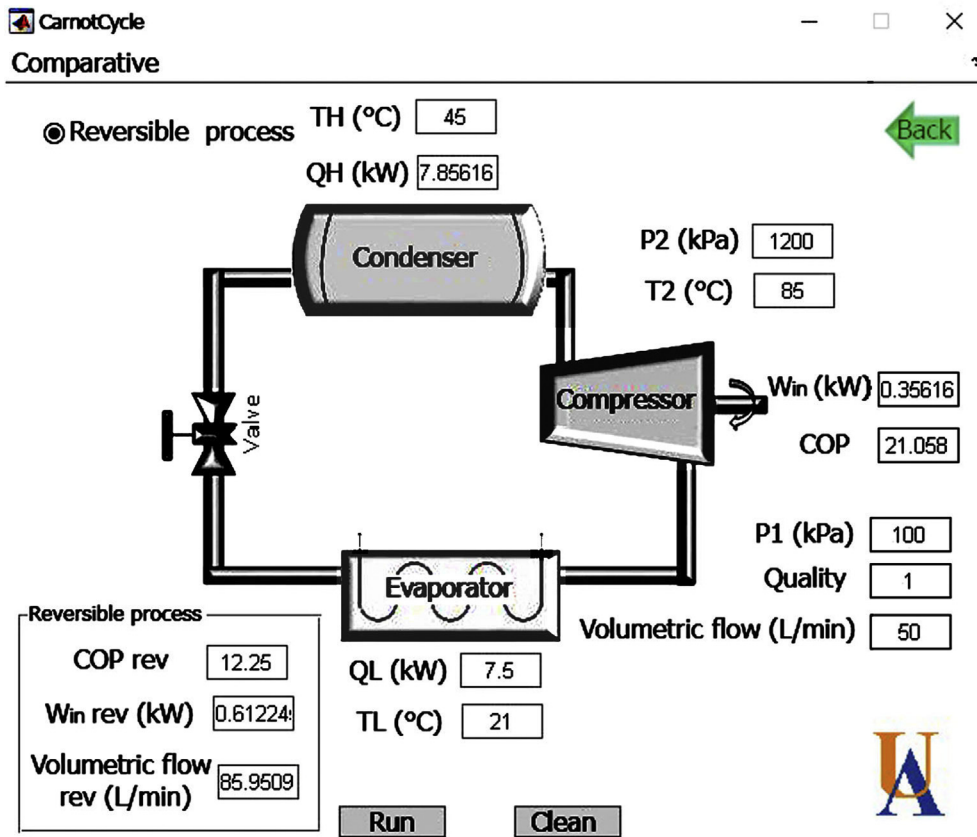 CarnotCycle
Comparative
Reversible process
TH (ºC) 45
Back
QH (kW) 7.85616
Condenser
P2 (kPa) 1200
T2 (ºC) 85
Compressor
Win (kW) 0.35616
COP 21.058
Valve
P1 (kPa) 100
Quality 1
Volumetric flow (L/min) 50
Evaporator
QL (kW) 7.5
TL (ºC) 21
Reversible process
COP rev 12.25
Win rev (kW) 0.61224
Volumetric flow
rev (L/min) 85.9509
Run
Clean
UA